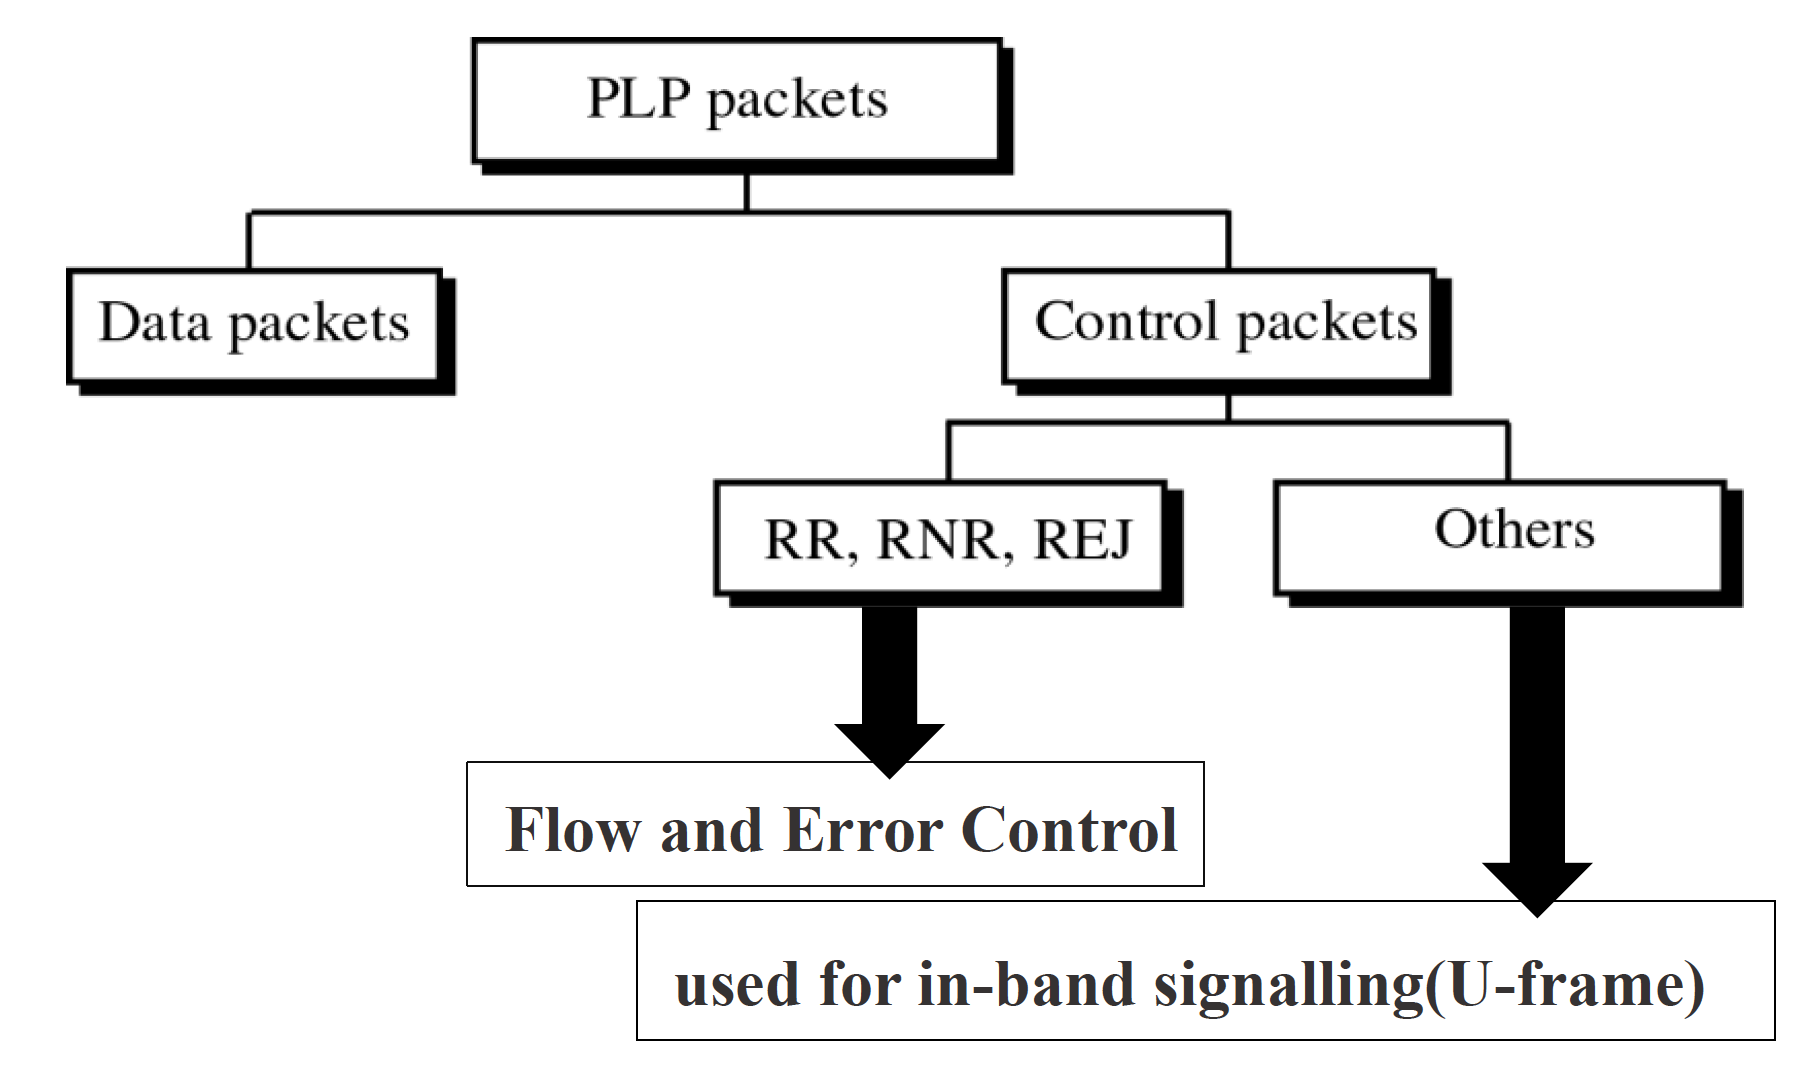 PLP packets
Data packets
Control packets
RR, RNR, REJ
Others
Flow and Error Control
used for in-band signalling(U-frame)